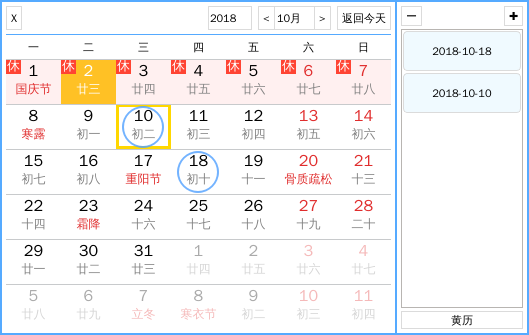 X 2018 < 10月 > 返回今天
一 二 三 四 五 六 日
休 1 休 2 休 3 休 4 休 5 休 6 休 7
国庆节 廿三 廿四 廿五 廿六 廿七 廿八
8 9 10 11 12 13 14
寒露 初一 初二 初三 初四 初五 初六
15 16 17 18 19 20 21
初七 初八 重阳节 初十 十一 骨质疏松 十三
22 23 24 25 26 27 28
十四 霜降 十六 十七 十八 十九 二十
29 30 31 1 2 3 4
廿一 廿二 廿三 廿四 廿五 廿六 廿七
5 6 7 8 9 10 11
廿八 廿九 立冬 寒衣节 初二 初三 初四
2018-10-18
2018-10-10
黄历